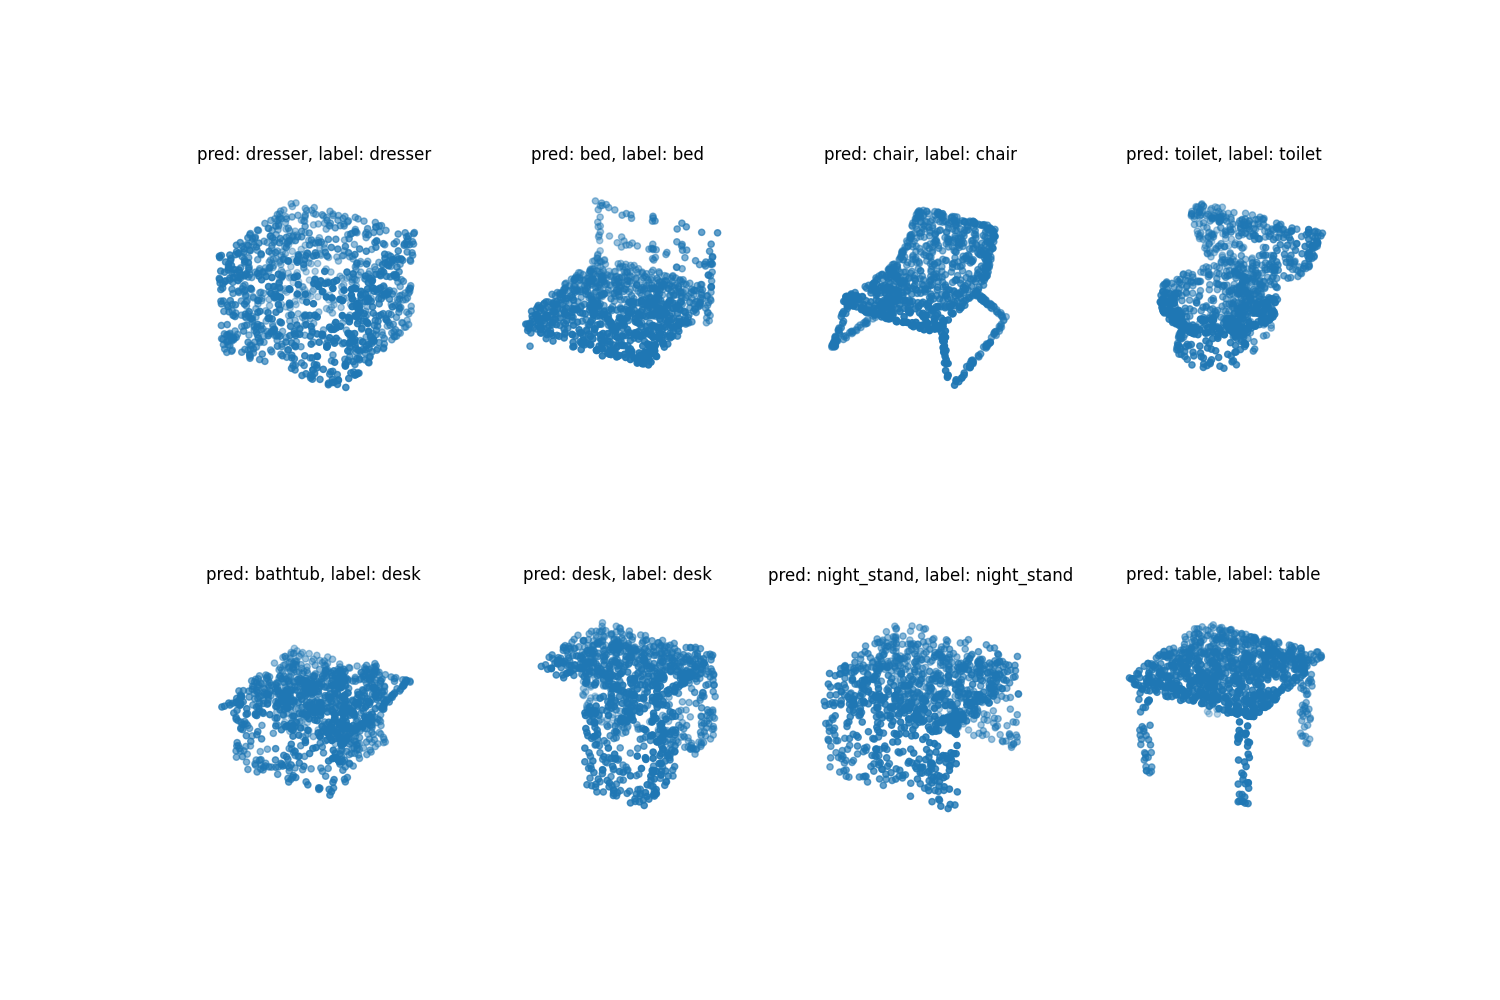 pred: dresser, label: dresser
pred: bed, label: bed
pred: chair, label: chair
pred: toilet, label: toilet
pred: bathtub, label: desk
pred: desk, label: desk
pred: night_stand, label: night_stand
pred: table, label: table